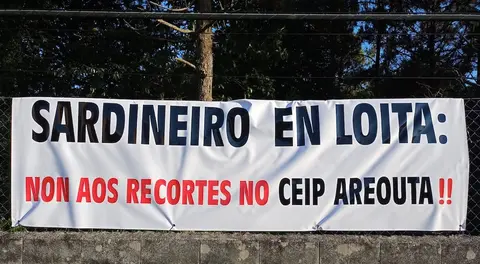 SARDINEIRO EN LOITA:
NON AOS RECORTES NO CEIP AREOUTA!!